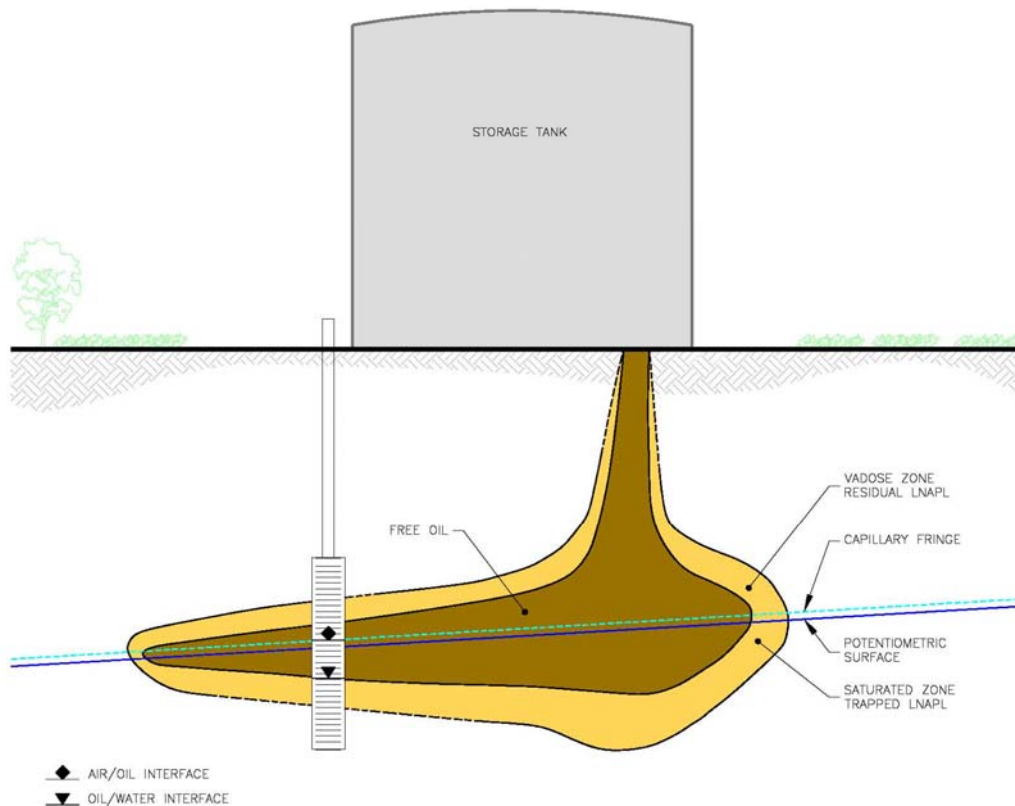 STORAGE TANK
VADOSE ZONE
RESIDUAL LNAPL
FREE OIL
CAPILLARY FRINGE
POTENTIOMETRIC
SURFACE
SATURATED ZONE
TRAPPED LNAPL
AIR/OIL INTERFACE
OIL/WATER INTERFACE